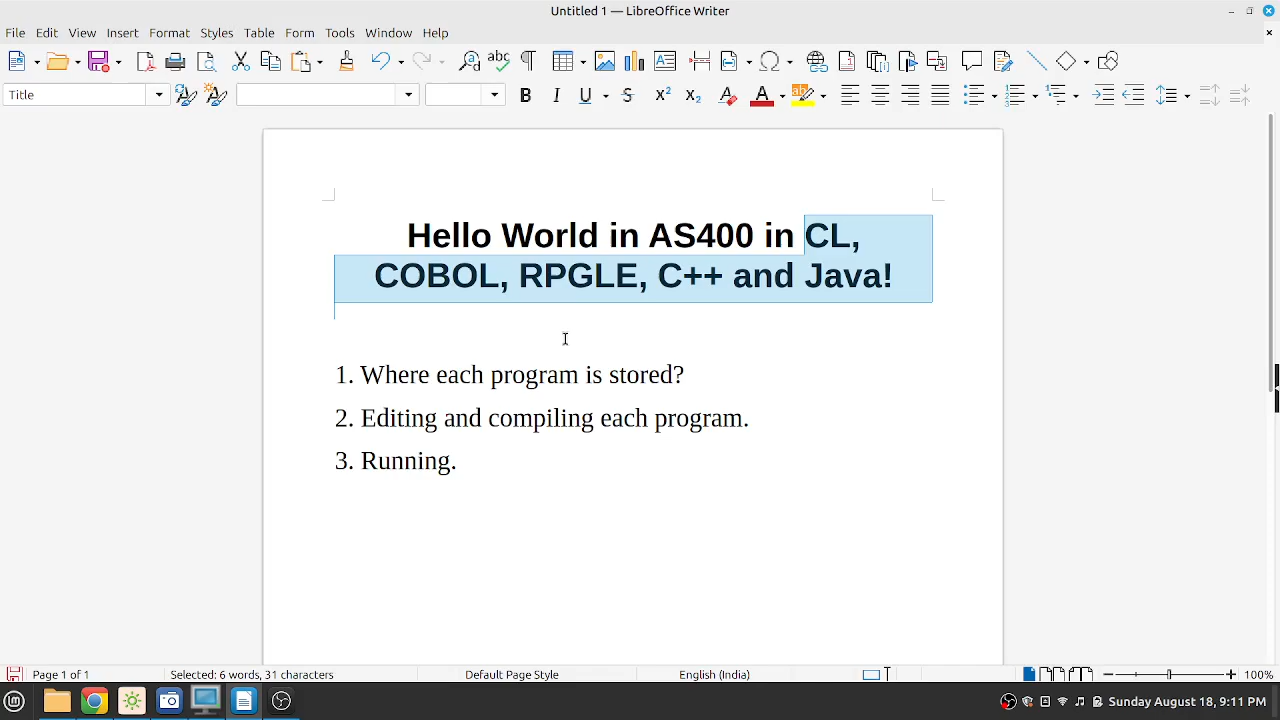 Untitled 1 — LibreOffice Writer
File Edit View Insert Format Styles Table Form Tools Window Help
Title
Hello World in AS400 in CL,
COBOL, RPGLE, C++ and Java!
1. Where each program is stored?
2. Editing and compiling each program.
3. Running.
Page 1 of 1 Selected: 6 words, 31 characters Default Page Style English (India) 100%
Sunday August 18, 9:11 PM